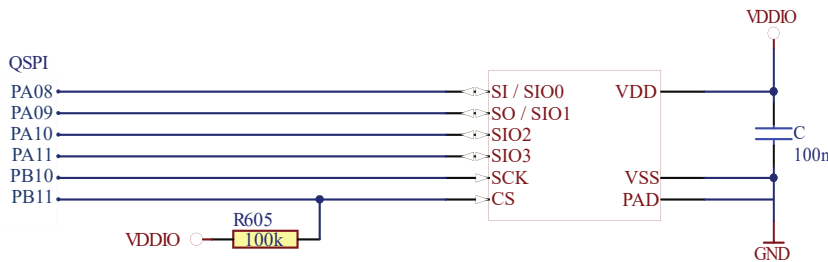 VDDIO
QSPI
PA08 SI / SIO0 VDD
PA09 SO / SIO1
PA10 SIO2 C
PA11 SIO3 100n
PB10 SCK VSS
PB11 CS PAD
R605
VDDIO 100k
GND